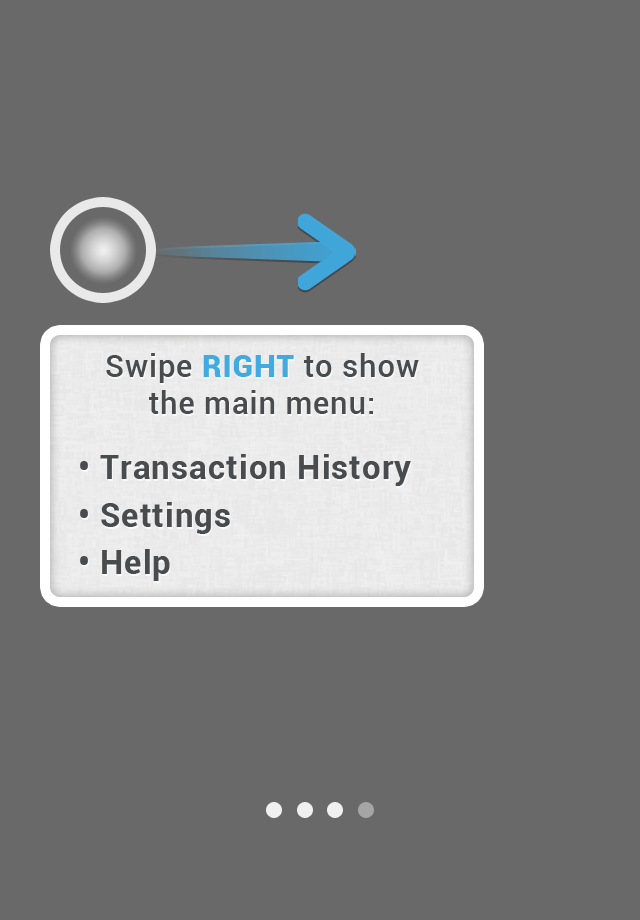 Swipe RIGHT to show
the main menu:
• Transaction History
• Settings
• Help